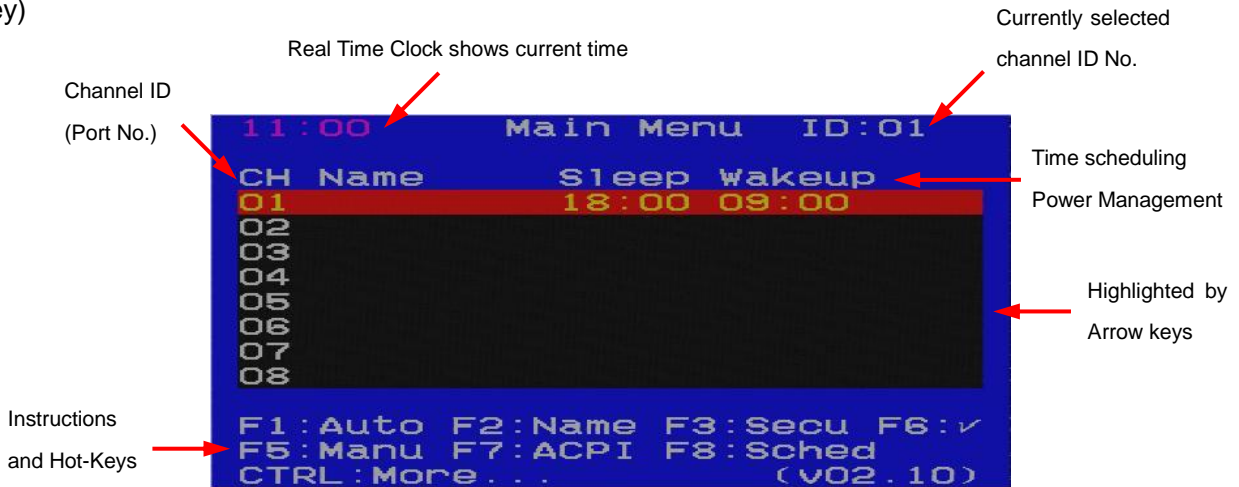 ey)
Real Time Clock shows current time
Currently selected
channel ID No.
Channel ID
(Port No.)
11:00 Main Menu ID:01
CH Name Sleep Wakeup
Time scheduling
Power Management
01 18:00 09:00
02
03
04
05
06
07
08
Highlighted by
Arrow keys
Instructions
and Hot-Keys
F1:Auto F2:Name F3:Secu F6:✓
F5:Manu F7:ACPI F8:Sched
CTRL:More... (V02.10)